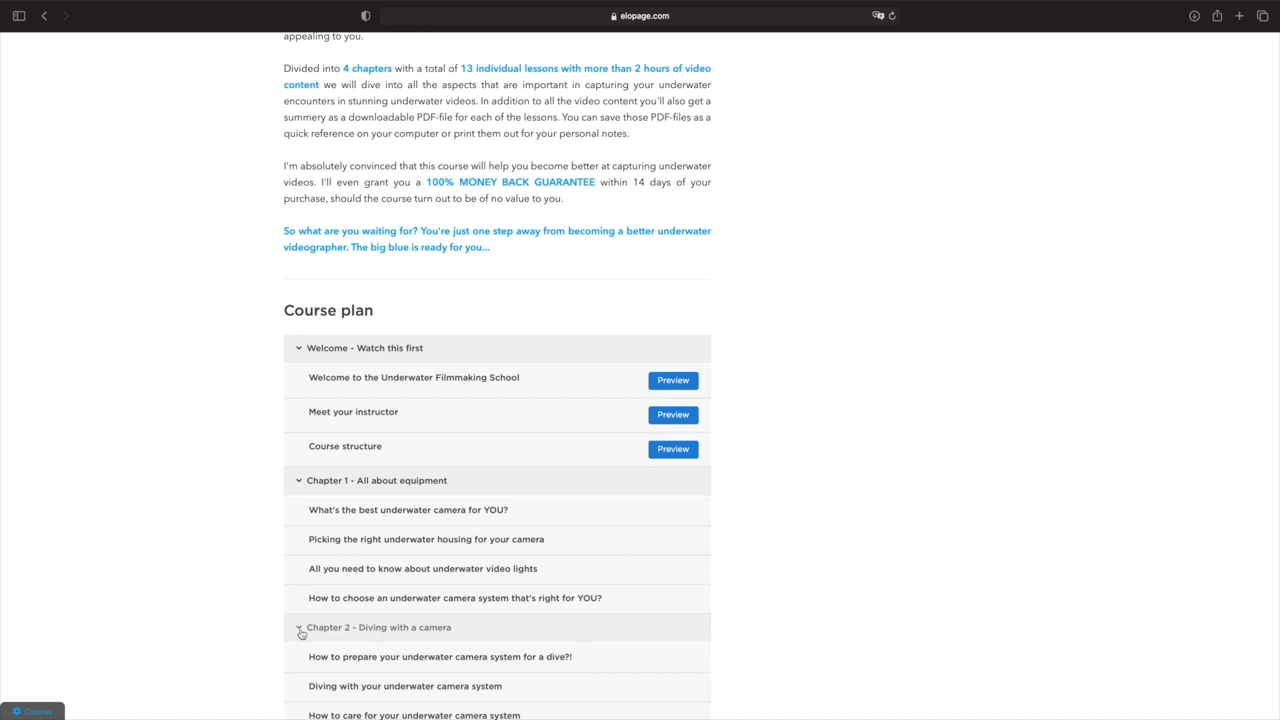 elopage.com
appealing to you.
Divided into 4 chapters with a total of 13 individual lessons with more than 2 hours of video
content we will dive into all the aspects that are important in capturing your underwater
encounters in stunning underwater videos. In addition to all the video content you'll also get a
summery as a downloadable PDF-file for each of the lessons. You can save those PDF-files as a
quick reference on your computer or print them out for your personal notes.
I'm absolutely convinced that this course will help you become better at capturing underwater
videos. I'll even grant you a 100% MONEY BACK GUARANTEE within 14 days of your
purchase, should the course turn out to be of no value to you.
So what are you waiting for? You're just one step away from becoming a better underwater
videographer. The big blue is ready for you...
Course plan
Welcome - Watch this first
Welcome to the Underwater Filmmaking School Preview
Meet your instructor Preview
Course structure Preview
Chapter 1 - All about equipment
What's the best underwater camera for YOU?
Picking the right underwater housing for your camera
All you need to know about underwater video lights
How to choose an underwater camera system that's right for YOU?
Chapter 2 - Diving with a camera
How to prepare your underwater camera system for a dive?!
Diving with your underwater camera system
How to care for your underwater camera system
Cookies